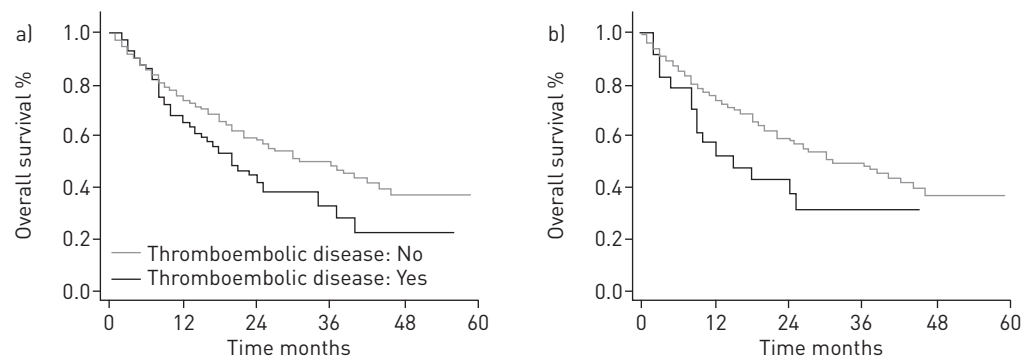 a)
Overall survival %
1.0
0.8
0.6
0.4
0.2
0.0
Thromboembolic disease: No
Thromboembolic disease: Yes
0 12 24 36 48 60
Time months
b)
Overall survival %
1.0
0.8
0.6
0.4
0.2
0.0
0 12 24 36 48 60
Time months